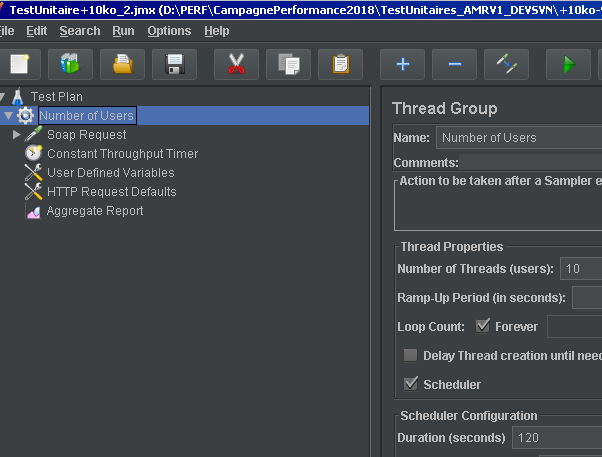 TestUnitaire+10ko_2.jmx (D:\PERF\CampagnePerformance2018\TestUnitaires_AMRV1_DEVSVN\+10ko-
File Edit Search Run Options Help
Test Plan
Number of Users
Soap Request
Constant Throughput Timer
User Defined Variables
HTTP Request Defaults
Aggregate Report
Thread Group
Name: Number of Users
Comments:
Action to be taken after a Sampler e
Thread Properties
Number of Threads (users): 10
Ramp-Up Period (in seconds):
Loop Count: Forever
Delay Thread creation until nee
Scheduler
Scheduler Configuration
Duration (seconds) 120